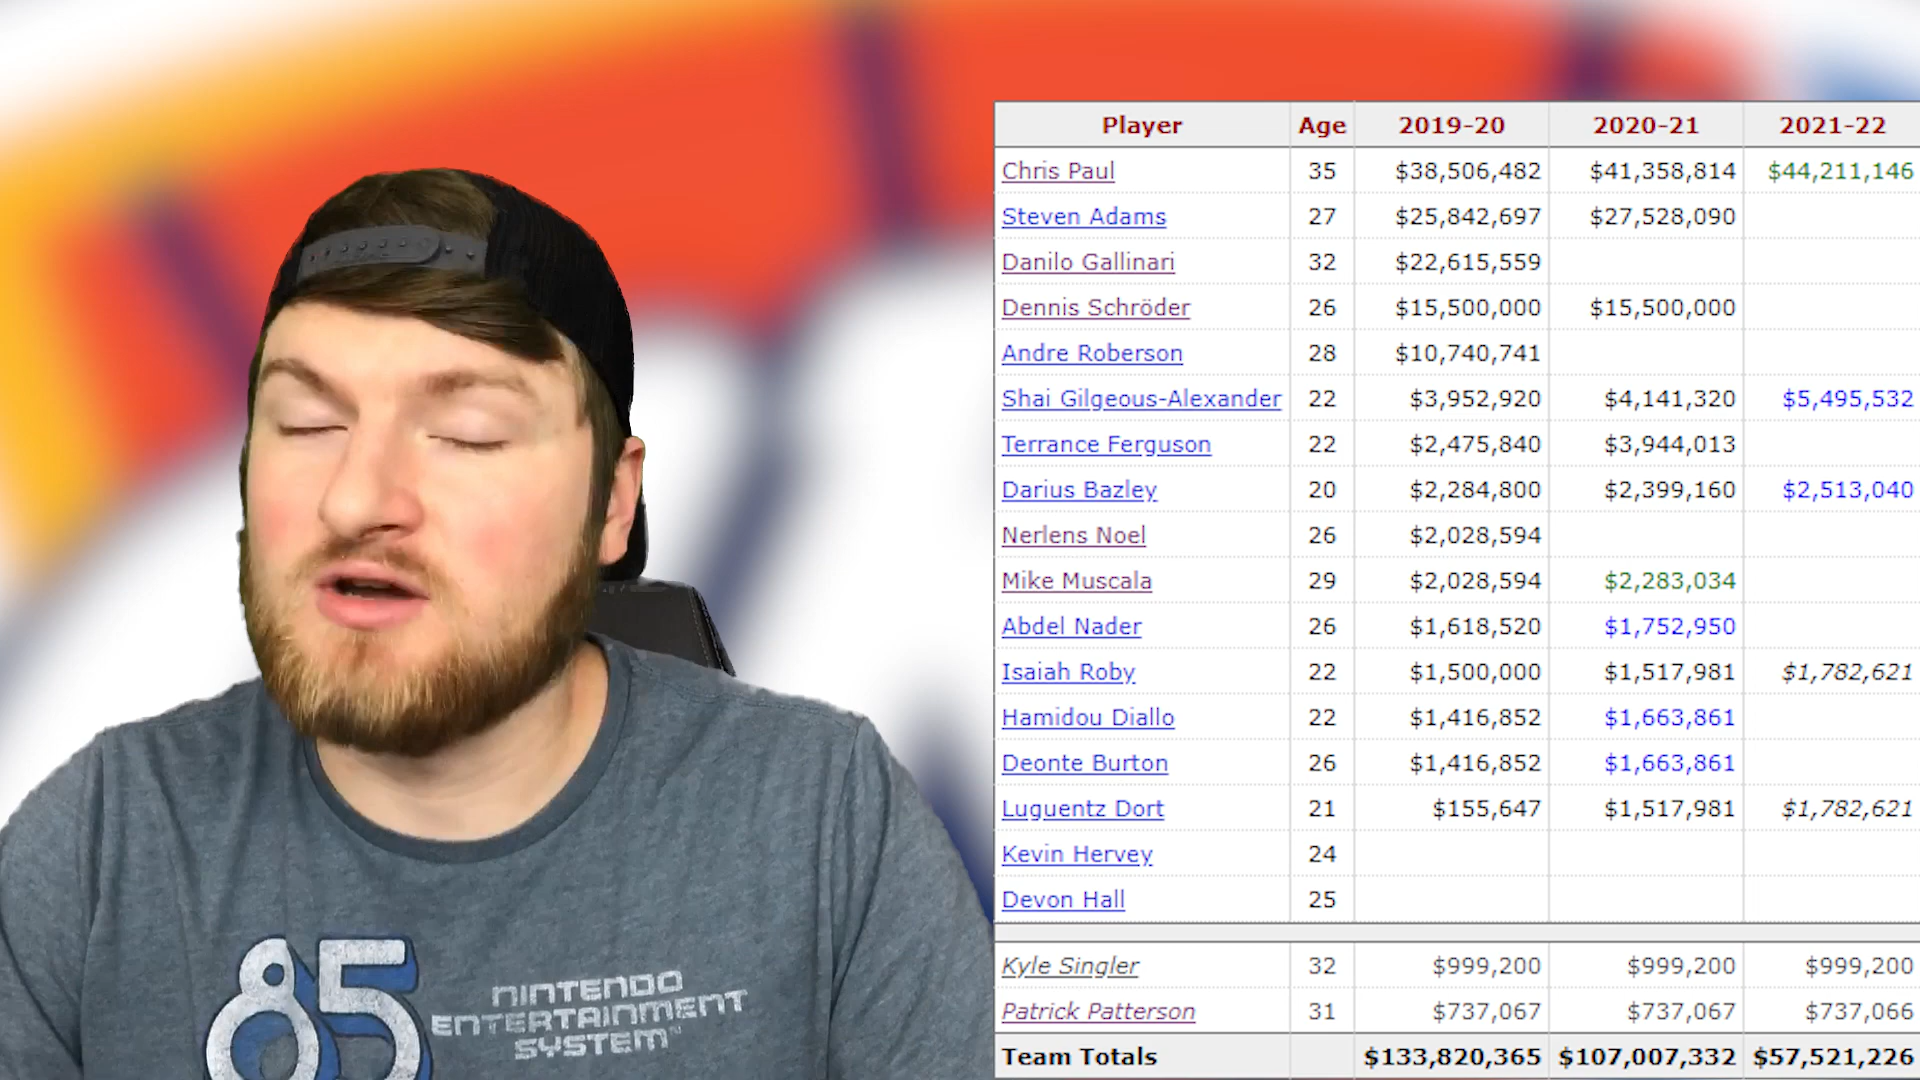 Player Age 2019-20 2020-21 2021-22
Chris Paul 35 $38,506,482 $41,358,814 $44,211,146
Steven Adams 27 $25,842,697 $27,528,090
Danilo Gallinari 32 $22,615,559
Dennis Schröder 26 $15,500,000 $15,500,000
Andre Roberson 28 $10,740,741
Shai Gilgeous-Alexander 22 $3,952,920 $4,141,320 $5,495,532
Terrance Ferguson 22 $2,475,840 $3,944,013
Darius Bazley 20 $2,284,800 $2,399,160 $2,513,040
Nerlens Noel 26 $2,028,594
Mike Muscala 29 $2,028,594 $2,283,034
Abdel Nader 26 $1,618,520 $1,752,950
Isaiah Roby 22 $1,500,000 $1,517,981 $1,782,621
Hamidou Diallo 22 $1,416,852 $1,663,861
Deonte Burton 26 $1,416,852 $1,663,861
Luguentz Dort 21 $155,647 $1,517,981 $1,782,621
Kevin Hervey 24
Devon Hall 25
Kyle Singler 32 $999,200 $999,200 $999,200
Patrick Patterson 31 $737,067 $737,067 $737,066
Team Totals $133,820,365 $107,007,332 $57,521,226
85
NINTENDO
ENTERTAINMENT
SYSTEM™